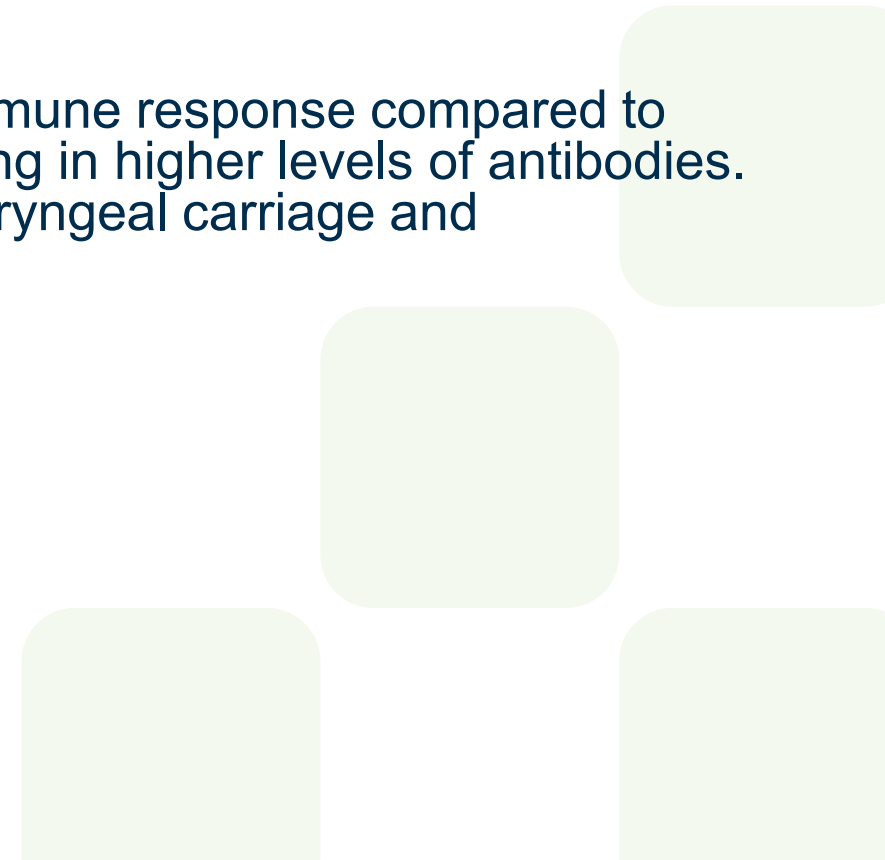 mune response compared to
ng in higher levels of antibodies.
ryngeal carriage and